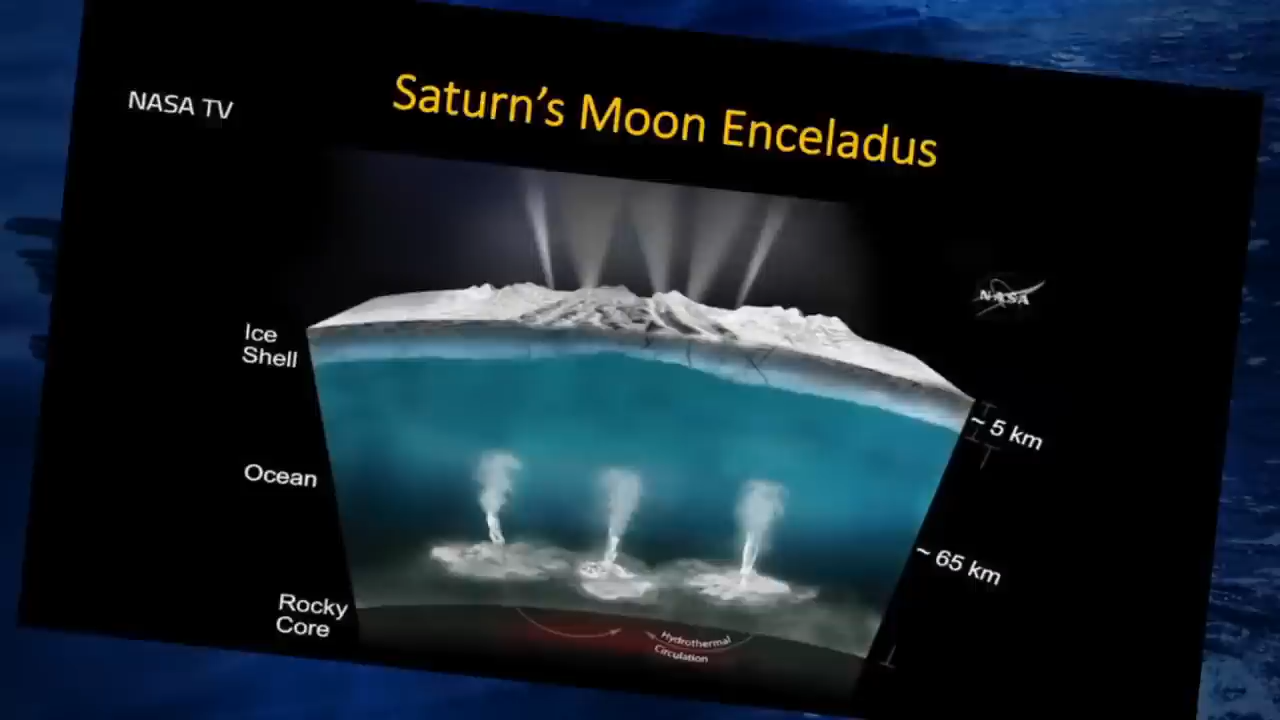 NASA TV
Saturn's Moon Enceladus
NASA
Ice
Shell
~ 5 km
Ocean
~ 65 km
Rocky
Core
Hydrothermal
Circulation